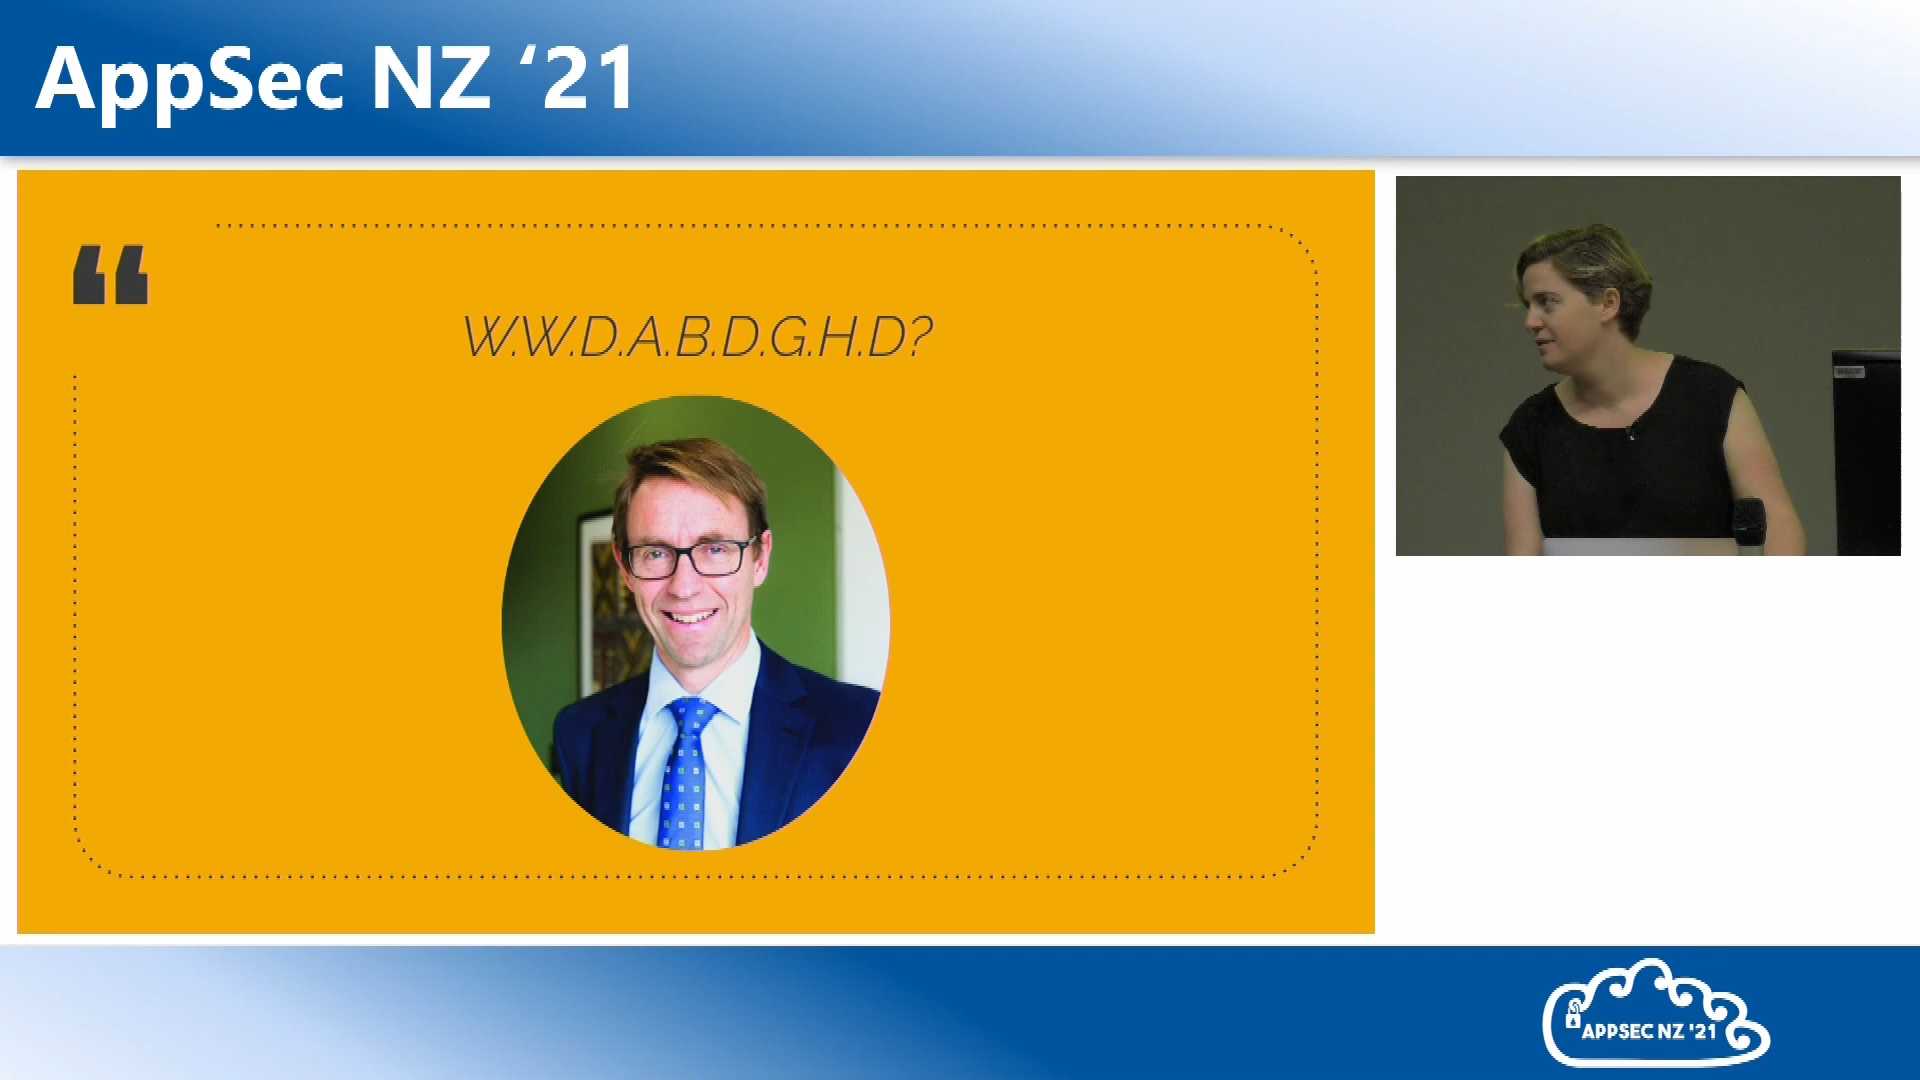 AppSec NZ ‘21
“
W.W.D.A.B.D.G.H.D?
APPSEC NZ '21